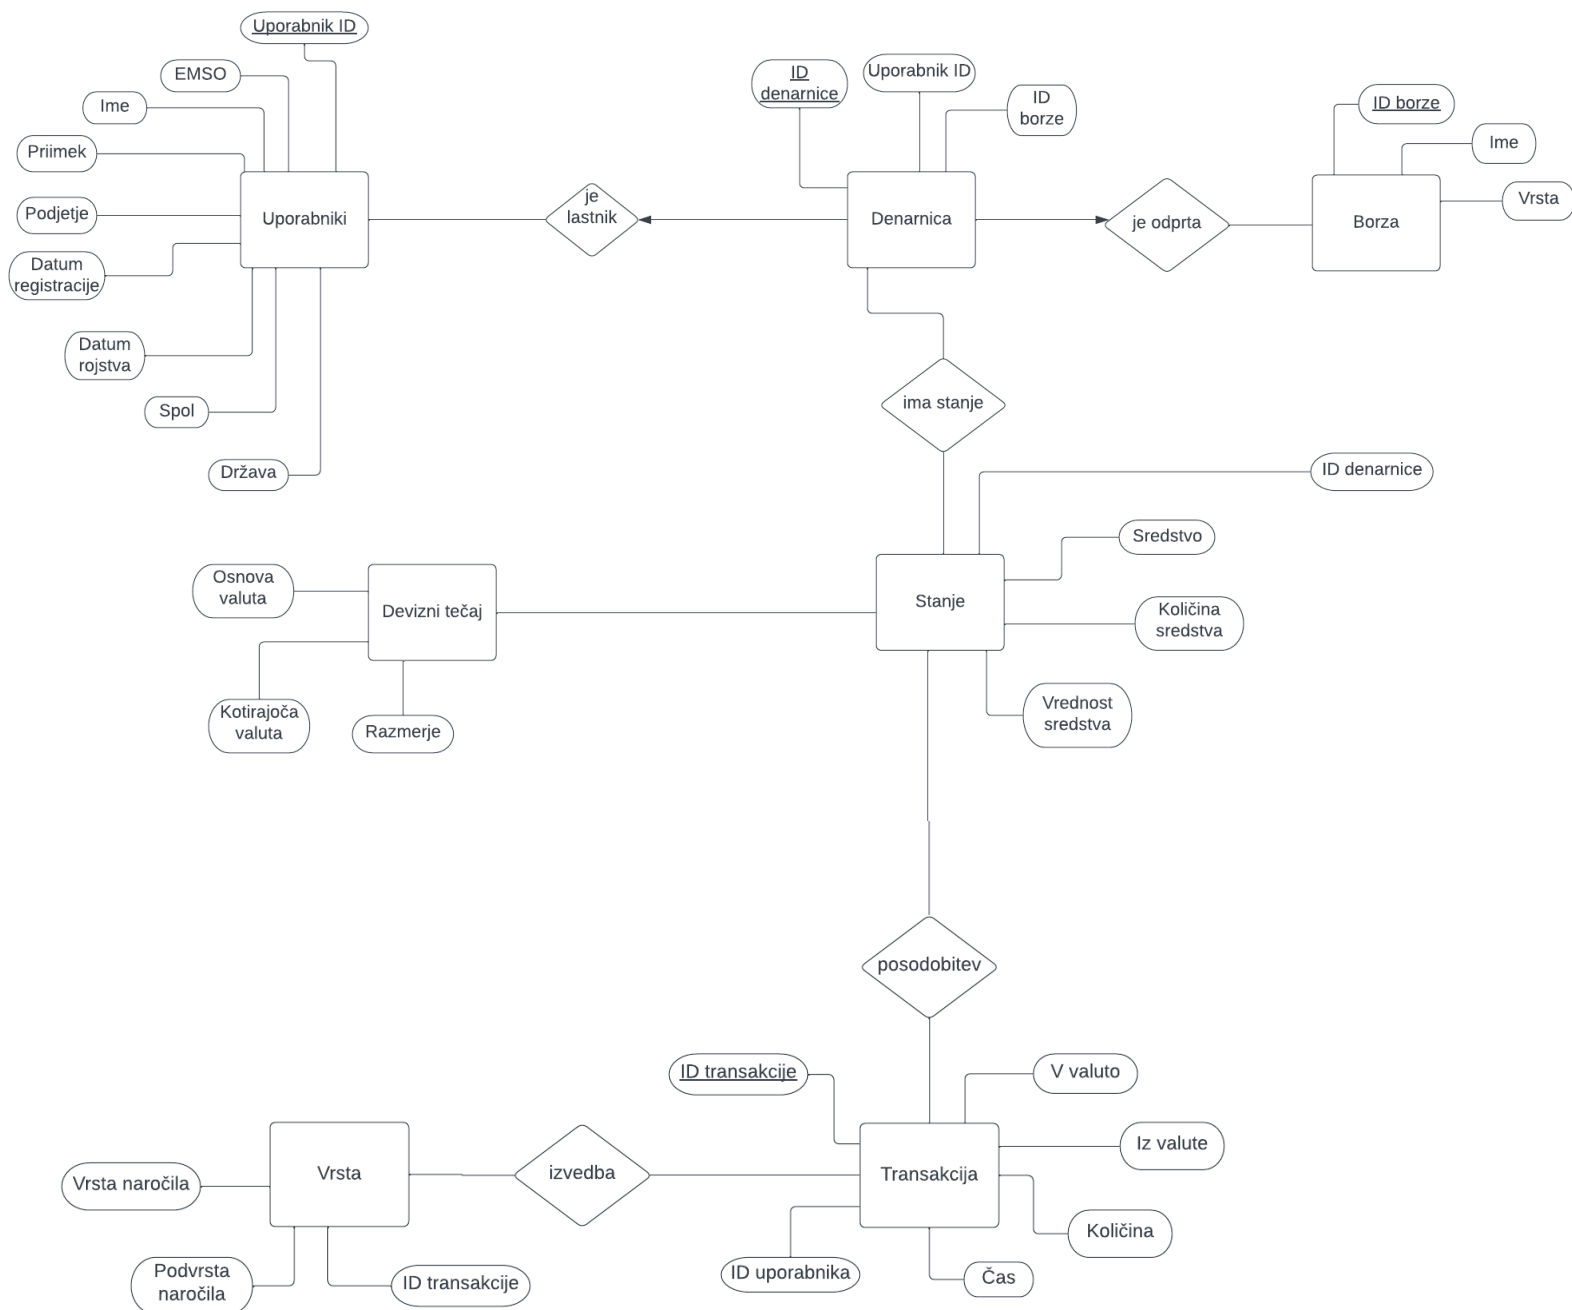 Uporabnik ID
EMSO
Ime
Priimek
Podjetje
Datum
registracije
Datum
rojstva
Spol
Država
Uporabniki
je
lastnik
ID
denarnice
Uporabnik ID
ID
borze
Denarnica
je odprta
ID borze
Ime
Vrsta
Borza
ima stanje
ID denarnice
Sredstvo
Količina
sredstva
Vrednost
sredstva
Stanje
Osnova
valuta
Devizni tečaj
Kotirajoča
valuta
Razmerje
posodobitev
ID transakcije
V valuto
Iz valute
Količina
Čas
ID uporabnika
Transakcija
izvedba
Vrsta
Vrsta naročila
Podvrsta
naročila
ID transakcije